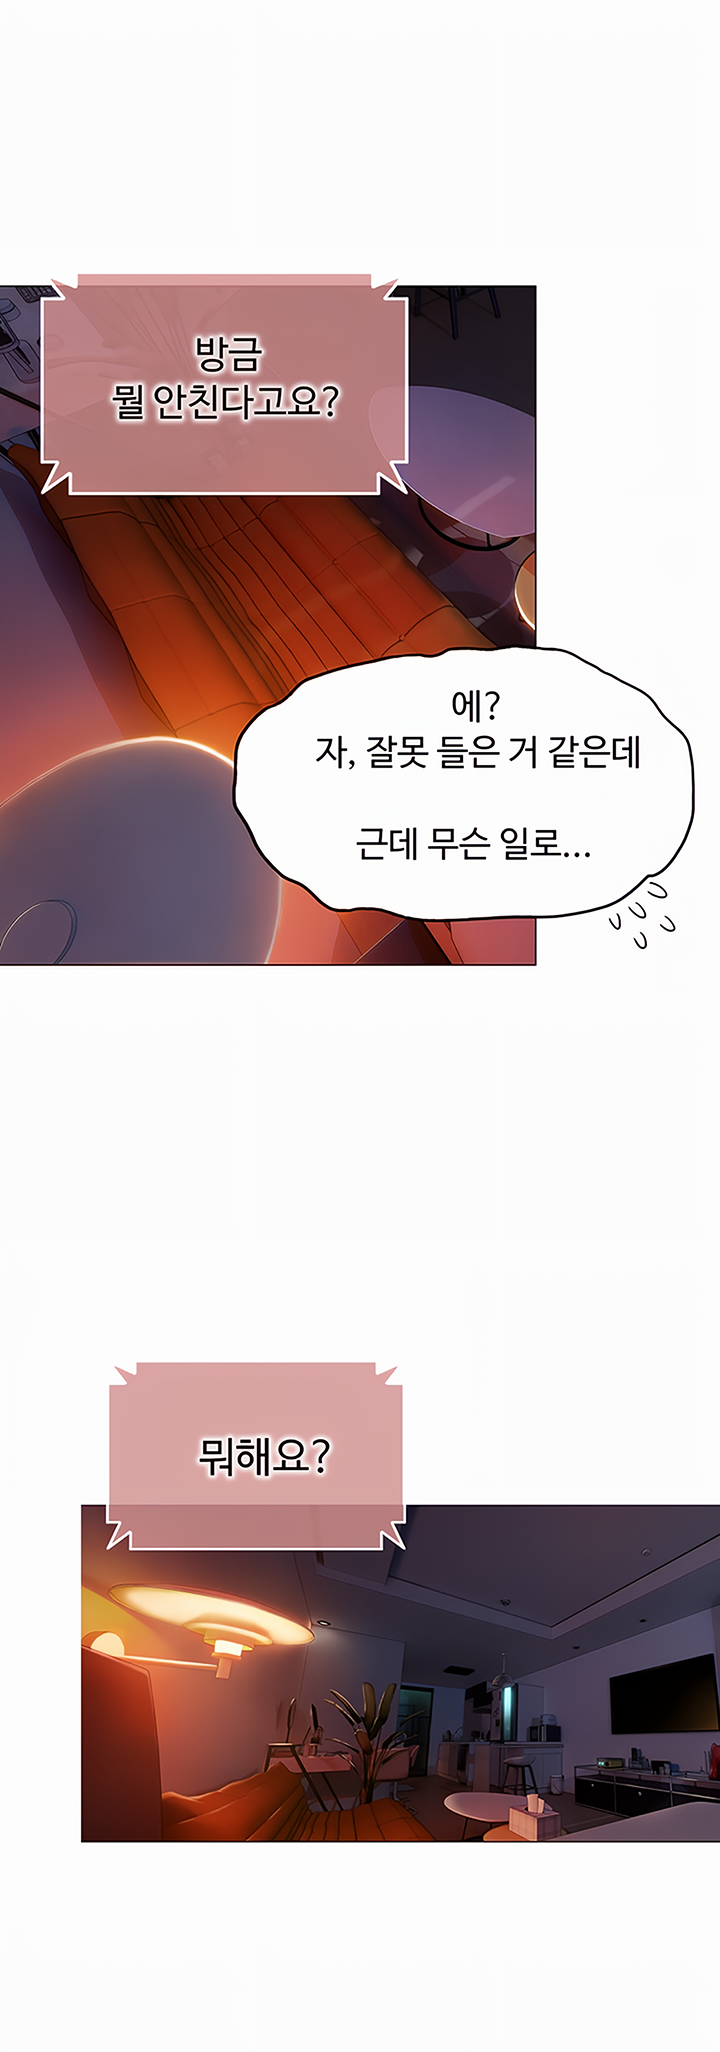 방금
뭘 안친다고요?
에?
자, 잘못 들은 거 같은데
근데 무슨 일로...
뭐해요?